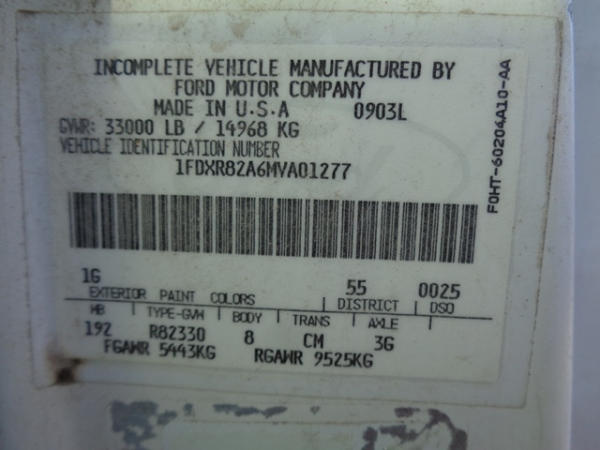 INCOMPLETE VEHICLE MANUFACTURED BY
FORD MOTOR COMPANY
MADE IN U.S.A 0903L
GVWR: 33000 LB / 14968 KG
VEHICLE IDENTIFICATION NUMBER
1FDXR82A6MVA01277
1G 55 0025
EXTERIOR PAINT COLORS DISTRICT DSO
WB TYPE-GVW BODY TRANS AXLE
192 R82330 8 CM 3G
FGAWR 5443KG RGAWR 9525KG
F0HT-60204A10-AA